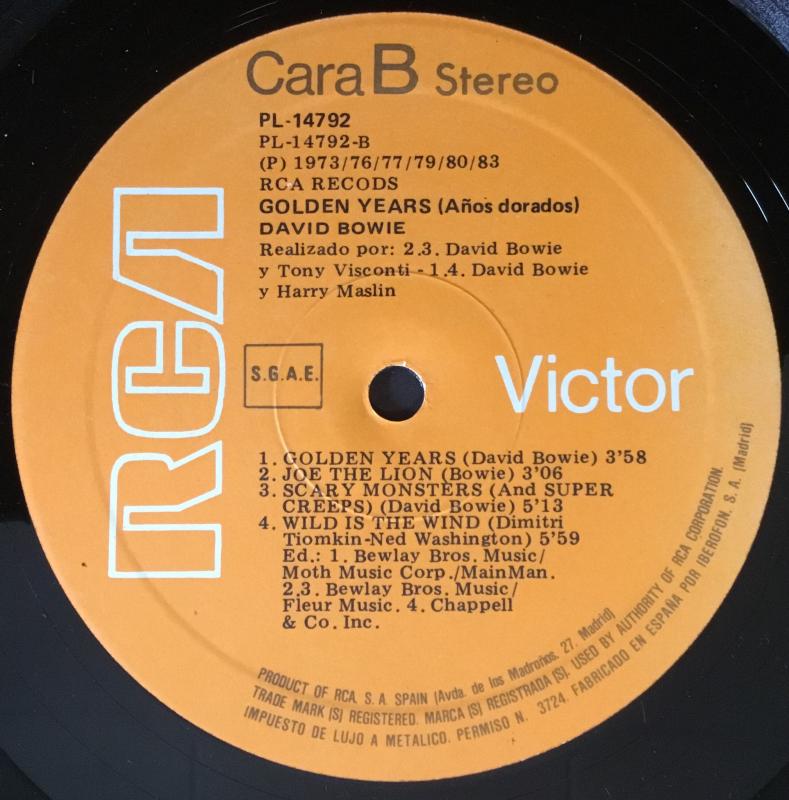 Cara B Stereo
PL-14792
PL-14792-B
(P) 1973/76/77/79/80/83
RCA RECODS
GOLDEN YEARS (Años dorados)
DAVID BOWIE
Realizado por: 2.3. David Bowie
y Tony Visconti - 1.4. David Bowie
y Harry Maslin
RCA
S.G.A.E.
Victor
1. GOLDEN YEARS (David Bowie) 3'58
2. JOE THE LION (Bowie) 3'06
3. SCARY MONSTERS (And SUPER
CREEPS) (David Bowie) 5'13
4. WILD IS THE WIND (Dimitri
Tiomkin-Ned Washington) 5'59
Ed.: 1. Bewlay Bros. Music/
Moth Music Corp./MainMan.
2.3. Bewlay Bros. Music/
Fleur Music. 4. Chappell
& Co. Inc.
PRODUCT OF RCA, S. A. SPAIN (Avda. de los Madroños, 27. Madrid)
TRADE MARK (S) REGISTERED. MARCA (S) REGISTRADA (S). USED BY AUTHORITY OF RCA CORPORATION.
IMPUESTO DE LUJO A METALICO. PERMISO N. 3724. FABRICADO EN ESPAÑA POR IBEROFON, S. A. (Madrid)